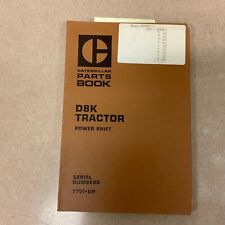 C
CATERPILLAR
PARTS
BOOK
D8K
TRACTOR
POWER SHIFT
SERIAL
NUMBERS
77V1-UP